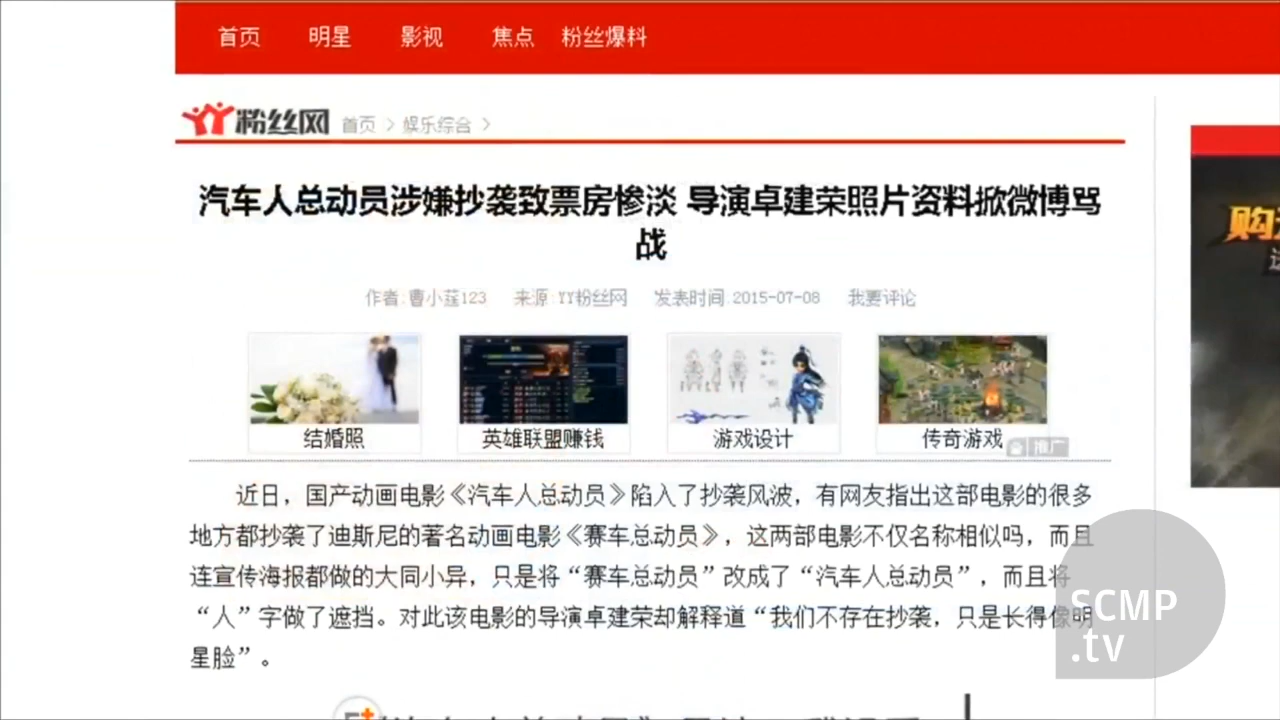 首页 明星 影视 焦点 粉丝爆料
YY粉丝网 首页 > 娱乐综合 >
汽车人总动员涉嫌抄袭致票房惨淡 导演卓建荣照片资料掀微博骂
战
作者:曹小莛123 来源:YY粉丝网 发表时间:2015-07-08 我要评论
结婚照 英雄联盟赚钱 游戏设计 传奇游戏
推广
近日，国产动画电影《汽车人总动员》陷入了抄袭风波，有网友指出这部电影的很多
地方都抄袭了迪斯尼的著名动画电影《赛车总动员》，这两部电影不仅名称相似吗，而且
连宣传海报都做的大同小异，只是将“赛车总动员”改成了“汽车人总动员”，而且将
“人”字做了遮挡。对此该电影的导演卓建荣却解释道“我们不存在抄袭，只是长得像明
星脸”。
SCMP
.tv